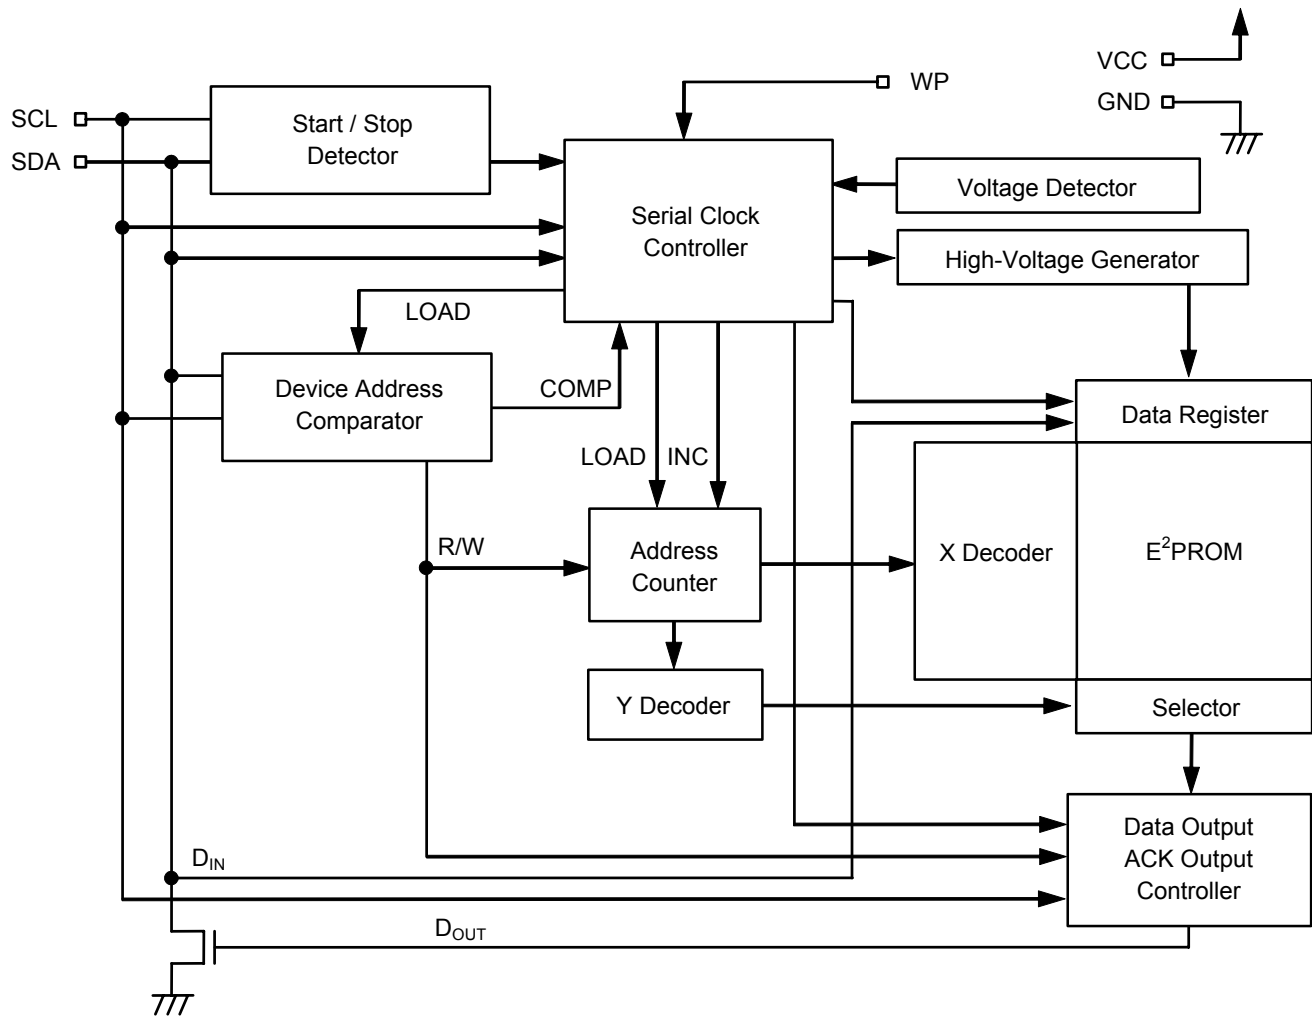 SCL
SDA
Start / Stop
Detector
WP
VCC
GND
Serial Clock
Controller
Voltage Detector
High-Voltage Generator
LOAD
Device Address
Comparator
COMP
LOAD
INC
Data Register
R/W
Address
Counter
X Decoder
E²PROM
Y Decoder
Selector
Data Output
ACK Output
Controller
DIN
DOUT